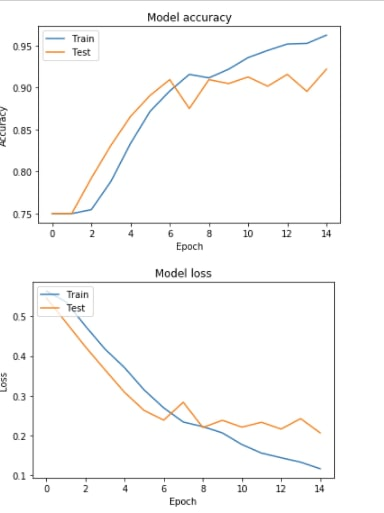 Model accuracy
Train
Test
0.95
0.90
0.85
0.80
0.75
Accuracy
0 2 4 6 8 10 12 14
Epoch
Model loss
Train
Test
0.5
0.4
0.3
0.2
0.1
Loss
0 2 4 6 8 10 12 14
Epoch